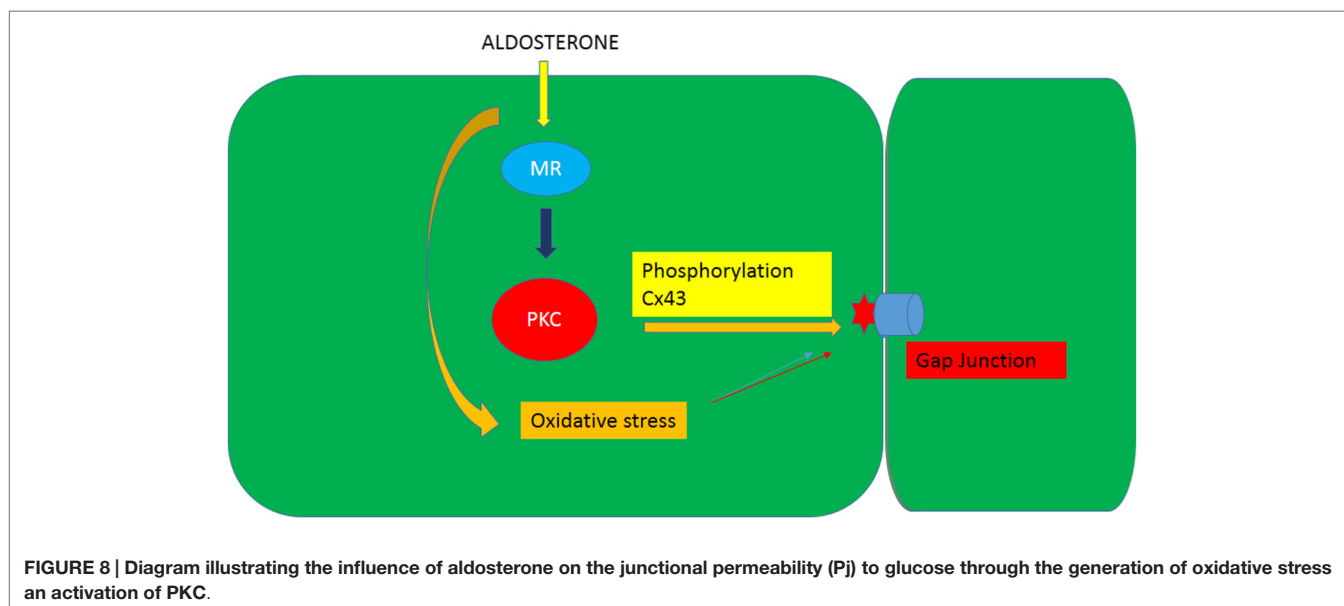 ALDOSTERONE
MR
PKC
Phosphorylation
Cx43
Gap Junction
Oxidative stress
FIGURE 8 | Diagram illustrating the influence of aldosterone on the junctional permeability (Pj) to glucose through the generation of oxidative stress
an activation of PKC.